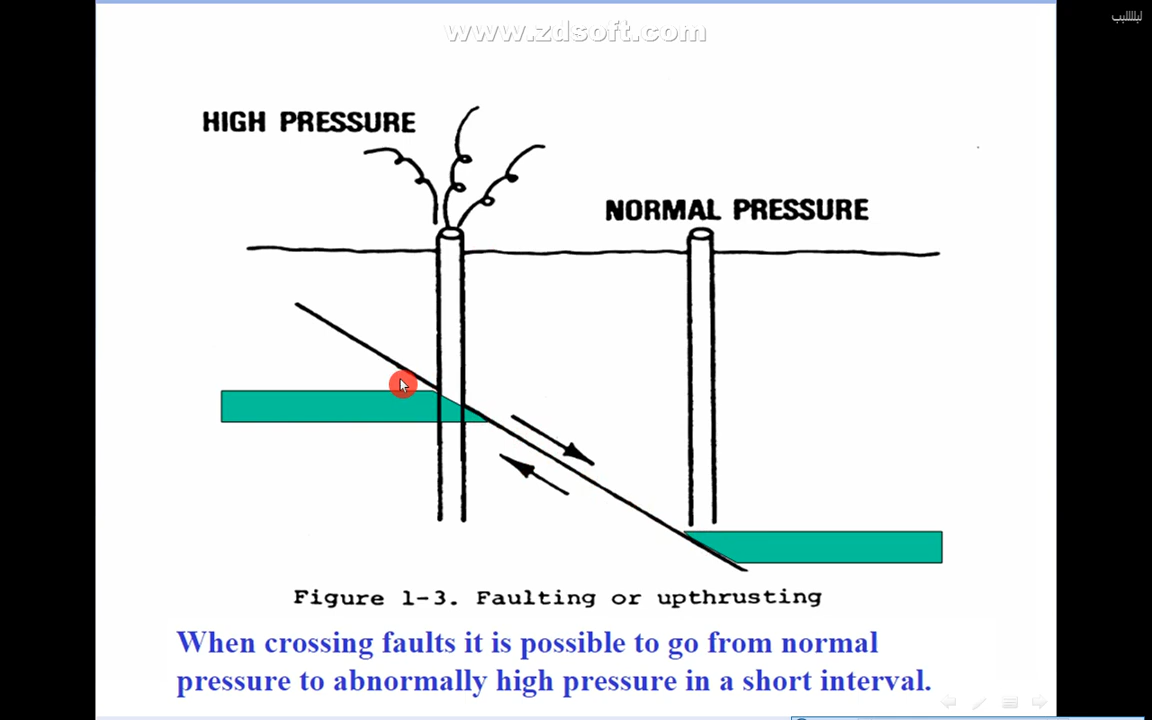 www.zdsoft.com
لبلللللبب
HIGH PRESSURE
NORMAL PRESSURE
Figure 1-3. Faulting or upthrusting
When crossing faults it is possible to go from normal
pressure to abnormally high pressure in a short interval.